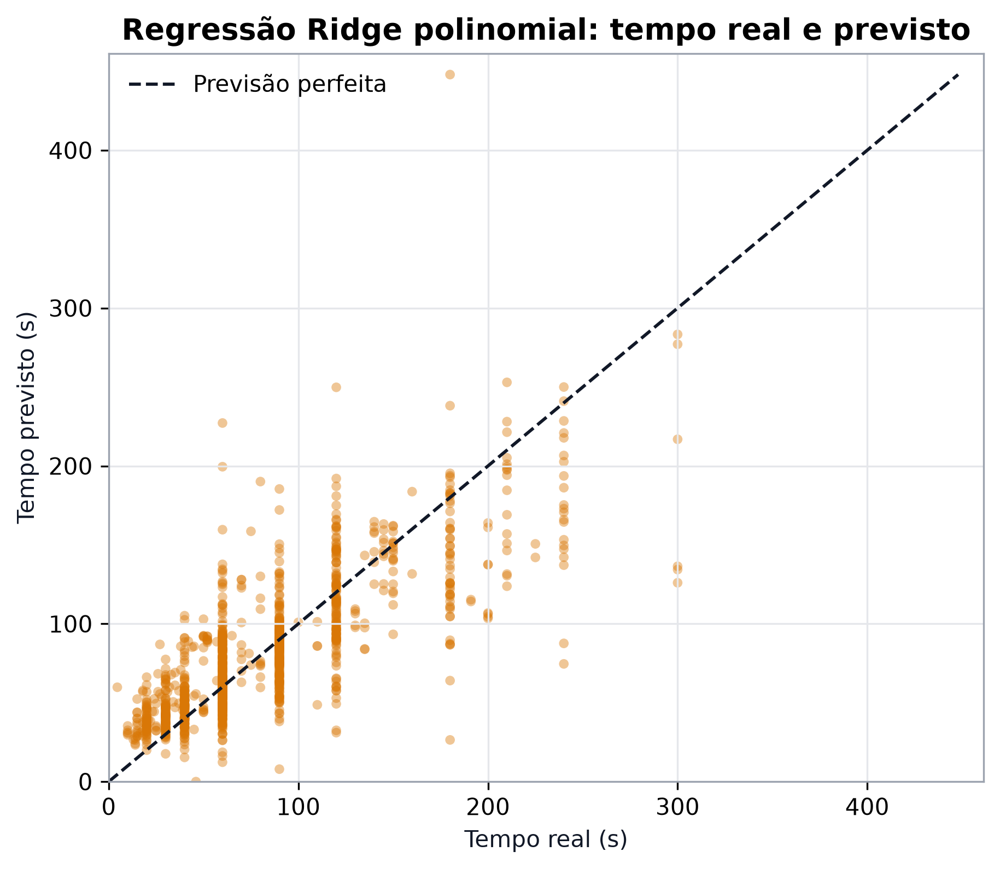 Regressão Ridge polinomial: tempo real e previsto
Previsão perfeita
400
300
200
100
0
Tempo previsto (s)
0 100 200 300 400
Tempo real (s)